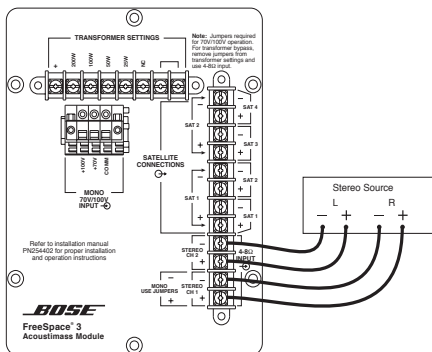 TRANSFORMER SETTINGS
+
200W
100W
50W
25W
NC
Note: Jumpers required
for 70V/100V operation.
For transformer bypass,
remove jumpers from
transformer settings and
use 4-8Ω input.
+100V
+70V
COMM
MONO
70V/100V
INPUT
SATELLITE
CONNECTIONS
−
SAT 2
+
−
SAT 1
+
−
SAT 4
+
−
SAT 3
+
−
SAT 2
+
−
SAT 1
+
STEREO
CH 2
−
+
4-8Ω
INPUT
MONO
USE JUMPERS
−
+
STEREO
CH 1
−
+
Stereo Source
L R
− + − +
Refer to installation manual
PN254402 for proper installation
and operation instructions
BOSE
FreeSpace® 3
Acoustimass Module